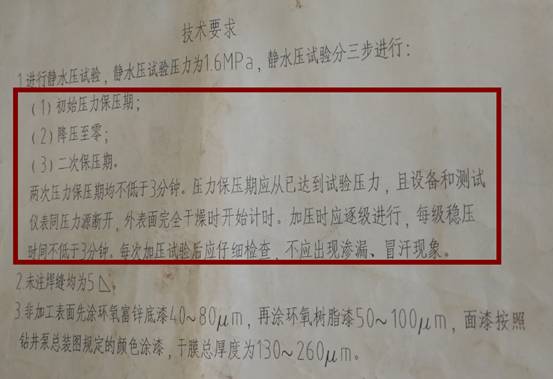 技术要求
1.进行静水压试验，静水压试验压力为1.6MPa，静水压试验分三步进行：
（1）初始压力保压期；
（2）降压至零；
（3）二次保压期。
两次压力保压期均不低于3分钟。压力保压期应从已达到试验压力，且设备和测试
仪表同压力源断开，外表面完全干燥时开始计时。加压时应逐级进行，每级稳压
时间不低于3分钟。每次加压试验后应仔细检查，不应出现渗漏、冒汗现象。
2.未注焊缝均为5△。
3.非加工表面先涂环氧富锌底漆40~80μm，再涂环氧树脂漆50~100μm，面漆按照
钻井泵总装图规定的颜色涂漆，干膜总厚度为130~260μm。